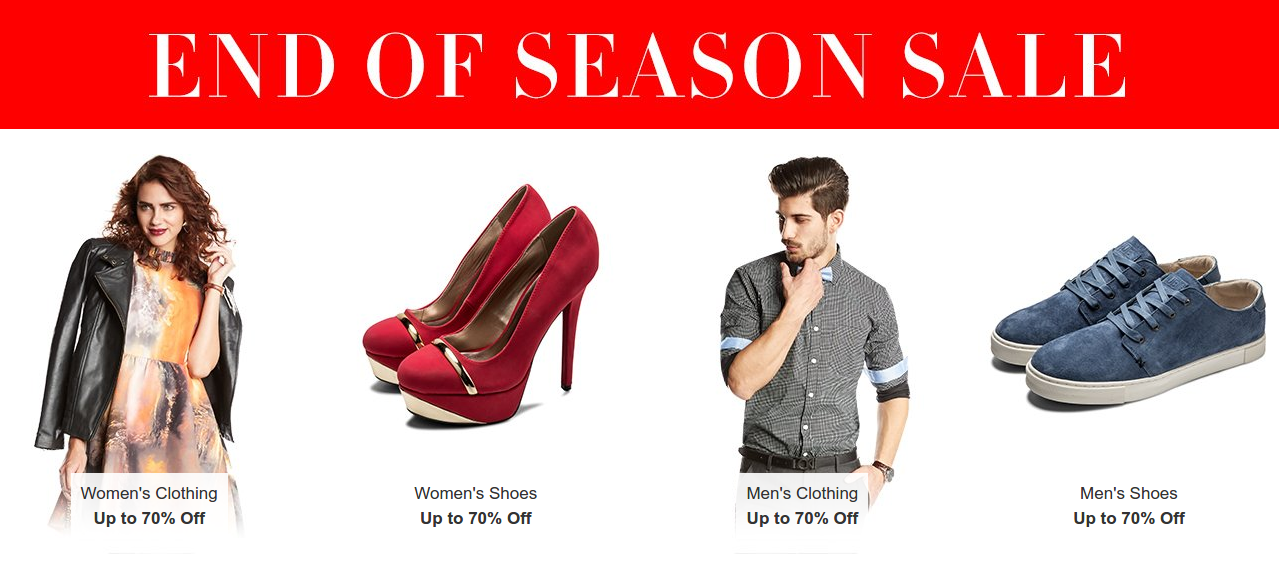 END OF SEASON SALE
Women's Clothing
Up to 70% Off
Women's Shoes
Up to 70% Off
Men's Clothing
Up to 70% Off
Men's Shoes
Up to 70% Off